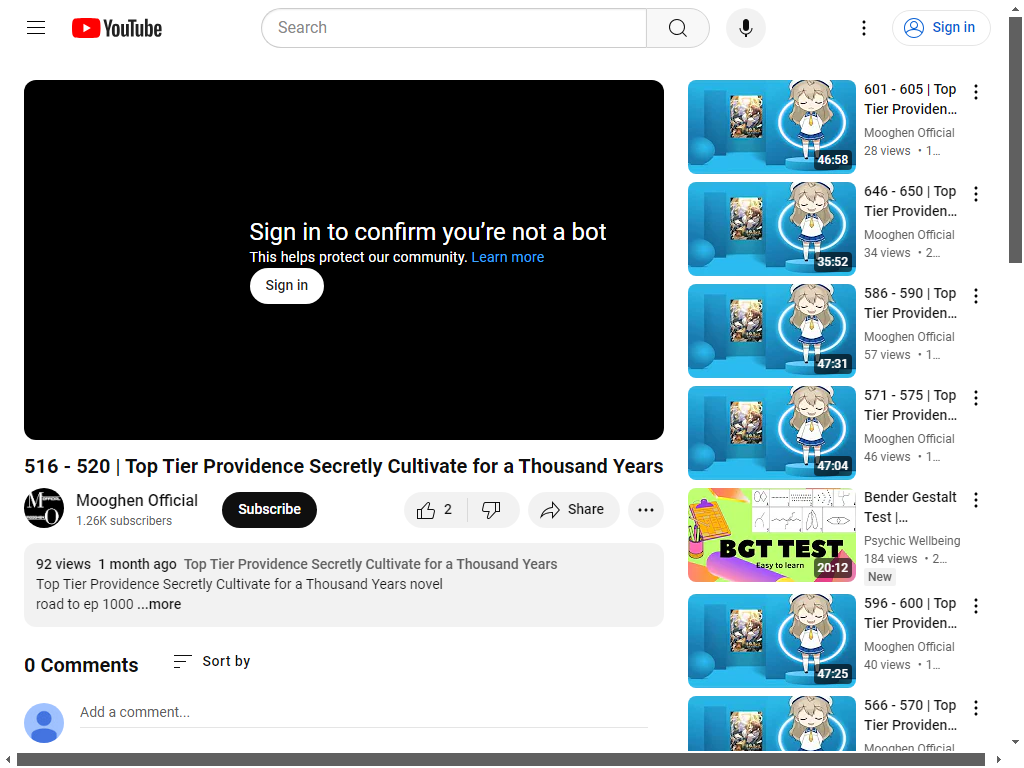 YouTube
Search
Sign in
Sign in to confirm you’re not a bot
This helps protect our community. Learn more
Sign in
516 - 520 | Top Tier Providence Secretly Cultivate for a Thousand Years
Mooghen Official
1.26K subscribers
Subscribe
2
Share
92 views 1 month ago Top Tier Providence Secretly Cultivate for a Thousand Years
Top Tier Providence Secretly Cultivate for a Thousand Years novel
road to ep 1000 ...more
0 Comments
Sort by
Add a comment...
46:58
601 - 605 | Top
Tier Providen...
Mooghen Official
28 views • 1...
35:52
646 - 650 | Top
Tier Providen...
Mooghen Official
34 views • 2...
47:31
586 - 590 | Top
Tier Providen...
Mooghen Official
57 views • 1...
47:04
571 - 575 | Top
Tier Providen...
Mooghen Official
46 views • 1...
BGT TEST
Easy to learn
20:12
Bender Gestalt
Test |...
Psychic Wellbeing
184 views • 2...
New
47:25
596 - 600 | Top
Tier Providen...
Mooghen Official
40 views • 1...
566 - 570 | Top
Tier Providen...
Mooghen Official